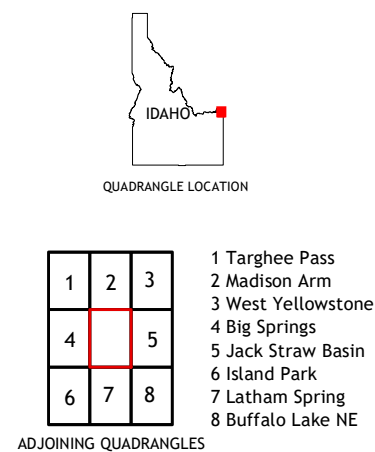 IDAHO
QUADRANGLE LOCATION
1 2 3
4 5
6 7 8
1 Targhee Pass
2 Madison Arm
3 West Yellowstone
4 Big Springs
5 Jack Straw Basin
6 Island Park
7 Latham Spring
8 Buffalo Lake NE
ADJOINING QUADRANGLES